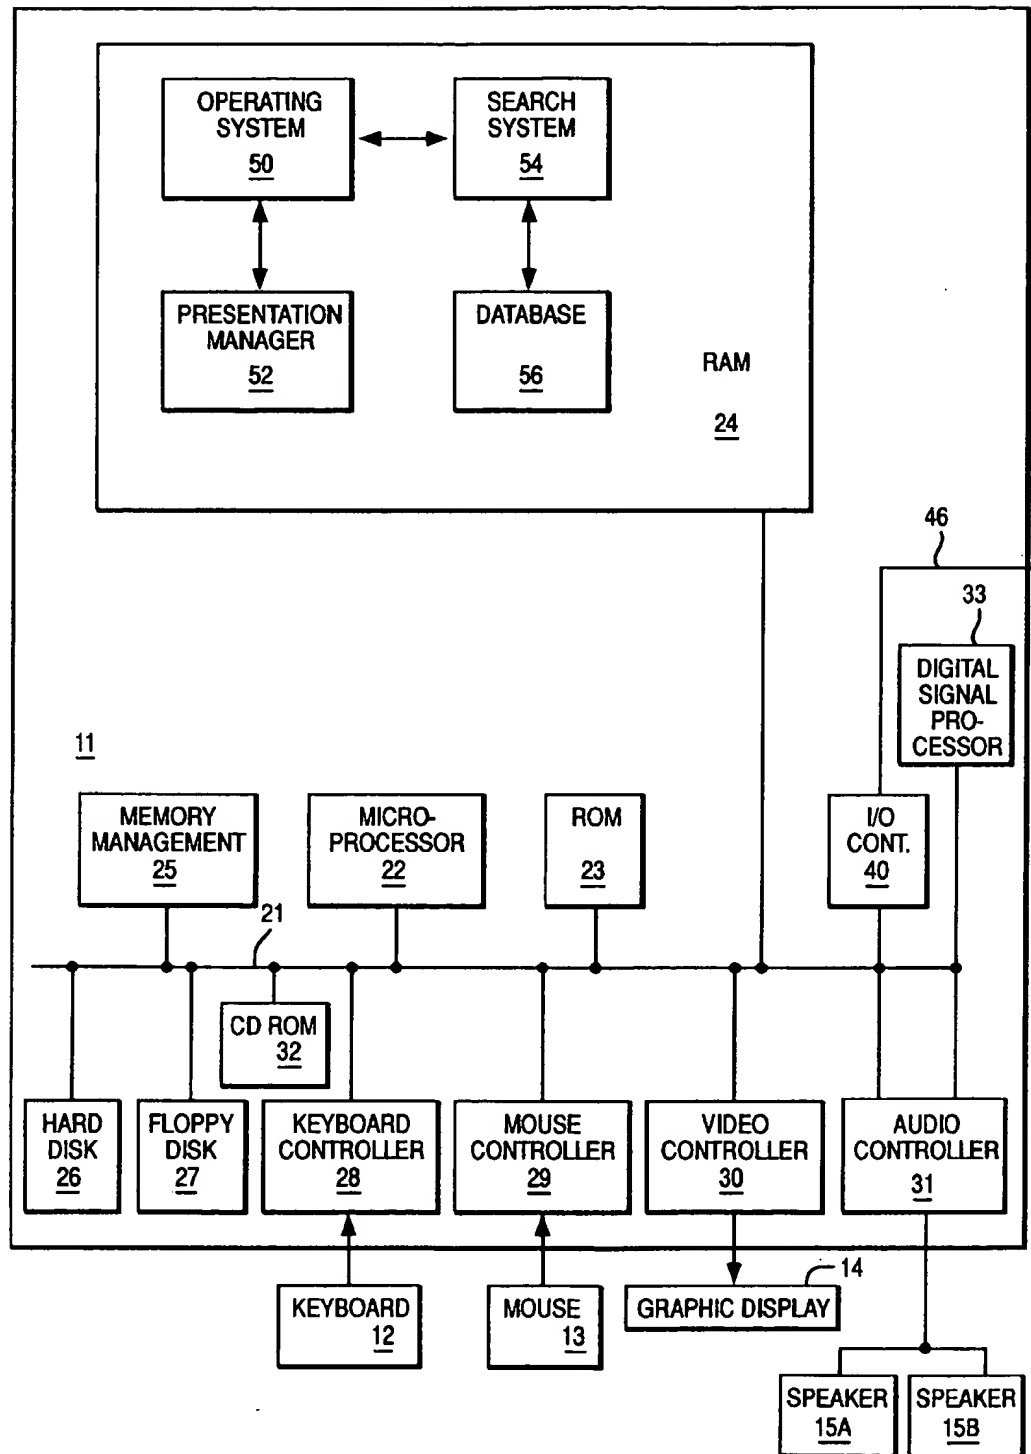 OPERATING
SYSTEM
50
SEARCH
SYSTEM
54
PRESENTATION
MANAGER
52
DATABASE
56
RAM
24
46
33
DIGITAL
SIGNAL
PRO-
CESSOR
11
MEMORY
MANAGEMENT
25
MICRO-
PROCESSOR
22
ROM
23
I/O
CONT.
40
21
CD ROM
32
HARD
DISK
26
FLOPPY
DISK
27
KEYBOARD
CONTROLLER
28
MOUSE
CONTROLLER
29
VIDEO
CONTROLLER
30
AUDIO
CONTROLLER
31
KEYBOARD
12
MOUSE
13
14
GRAPHIC DISPLAY
SPEAKER
15A
SPEAKER
15B